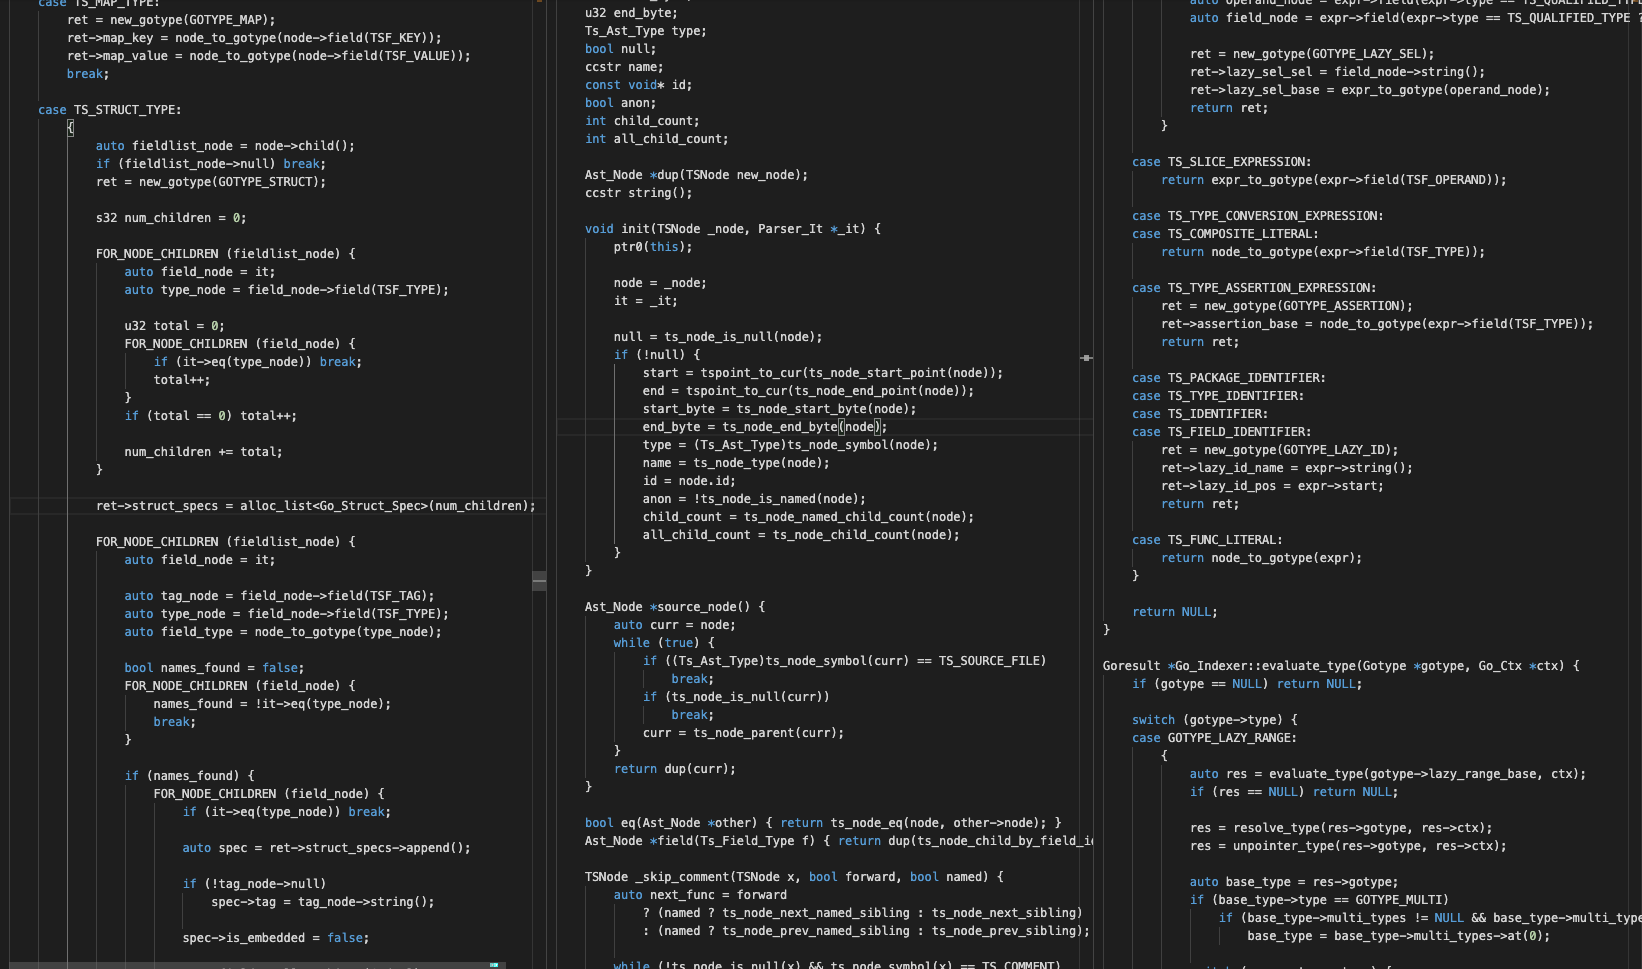 case TS_MAP_TYPE:
    ret = new_gotype(GOTYPE_MAP);
    ret->map_key = node_to_gotype(node->field(TSF_KEY));
    ret->map_value = node_to_gotype(node->field(TSF_VALUE));
    break;
case TS_STRUCT_TYPE:
    {
        auto fieldlist_node = node->child();
        if (fieldlist_node->null) break;
        ret = new_gotype(GOTYPE_STRUCT);
        s32 num_children = 0;
        FOR_NODE_CHILDREN (fieldlist_node) {
            auto field_node = it;
            auto type_node = field_node->field(TSF_TYPE);
            u32 total = 0;
            FOR_NODE_CHILDREN (field_node) {
                if (it->eq(type_node)) break;
                total++;
            }
            if (total == 0) total++;
            num_children += total;
        }
        ret->struct_specs = alloc_list<Go_Struct_Spec>(num_children);
        FOR_NODE_CHILDREN (fieldlist_node) {
            auto field_node = it;
            auto tag_node = field_node->field(TSF_TAG);
            auto type_node = field_node->field(TSF_TYPE);
            auto field_type = node_to_gotype(type_node);
            bool names_found = false;
            FOR_NODE_CHILDREN (field_node) {
                names_found = !it->eq(type_node);
                break;
            }
            if (names_found) {
                FOR_NODE_CHILDREN (field_node) {
                    if (it->eq(type_node)) break;
                    auto spec = ret->struct_specs->append();
                    if (!tag_node->null)
                        spec->tag = tag_node->string();
                    spec->is_embedded = false;
u32 end_byte;
Ts_Ast_Type type;
bool null;
ccstr name;
const void* id;
bool anon;
int child_count;
int all_child_count;
Ast_Node *dup(TSNode new_node);
ccstr string();
void init(TSNode _node, Parser_It *_it) {
    ptr0(this);
    node = _node;
    it = _it;
    null = ts_node_is_null(node);
    if (!null) {
        start = tspoint_to_cur(ts_node_start_point(node));
        end = tspoint_to_cur(ts_node_end_point(node));
        start_byte = ts_node_start_byte(node);
        end_byte = ts_node_end_byte(node);
        type = (Ts_Ast_Type)ts_node_symbol(node);
        name = ts_node_type(node);
        id = node.id;
        anon = !ts_node_is_named(node);
        child_count = ts_node_named_child_count(node);
        all_child_count = ts_node_child_count(node);
    }
}
Ast_Node *source_node() {
    auto curr = node;
    while (true) {
        if ((Ts_Ast_Type)ts_node_symbol(curr) == TS_SOURCE_FILE)
            break;
        if (ts_node_is_null(curr))
            break;
        curr = ts_node_parent(curr);
    }
    return dup(curr);
}
bool eq(Ast_Node *other) { return ts_node_eq(node, other->node); }
Ast_Node *field(Ts_Field_Type f) { return dup(ts_node_child_by_field_i
TSNode _skip_comment(TSNode x, bool forward, bool named) {
    auto next_func = forward
        ? (named ? ts_node_next_named_sibling : ts_node_next_sibling)
        : (named ? ts_node_prev_named_sibling : ts_node_prev_sibling);
    while (!ts_node_is_null(x) && ts_node_symbol(x) == TS_COMMENT)
auto operand_node = expr->field(expr->type == TS_QUALIFIED_TYPE
auto field_node = expr->field(expr->type == TS_QUALIFIED_TYPE ?
        ret = new_gotype(GOTYPE_LAZY_SEL);
        ret->lazy_sel_sel = field_node->string();
        ret->lazy_sel_base = expr_to_gotype(operand_node);
        return ret;
    }
case TS_SLICE_EXPRESSION:
    return expr_to_gotype(expr->field(TSF_OPERAND));
case TS_TYPE_CONVERSION_EXPRESSION:
case TS_COMPOSITE_LITERAL:
    return node_to_gotype(expr->field(TSF_TYPE));
case TS_TYPE_ASSERTION_EXPRESSION:
    ret = new_gotype(GOTYPE_ASSERTION);
    ret->assertion_base = node_to_gotype(expr->field(TSF_TYPE));
    return ret;
case TS_PACKAGE_IDENTIFIER:
case TS_TYPE_IDENTIFIER:
case TS_IDENTIFIER:
case TS_FIELD_IDENTIFIER:
    ret = new_gotype(GOTYPE_LAZY_ID);
    ret->lazy_id_name = expr->string();
    ret->lazy_id_pos = expr->start;
    return ret;
case TS_FUNC_LITERAL:
    return node_to_gotype(expr);
}
return NULL;
}
Goresult *Go_Indexer::evaluate_type(Gotype *gotype, Go_Ctx *ctx) {
    if (gotype == NULL) return NULL;
    switch (gotype->type) {
    case GOTYPE_LAZY_RANGE:
        {
            auto res = evaluate_type(gotype->lazy_range_base, ctx);
            if (res == NULL) return NULL;
            res = resolve_type(res->gotype, res->ctx);
            res = unpointer_type(res->gotype, res->ctx);
            auto base_type = res->gotype;
            if (base_type->type == GOTYPE_MULTI)
                if (base_type->multi_types != NULL && base_type->multi_type
                    base_type = base_type->multi_types->at(0);